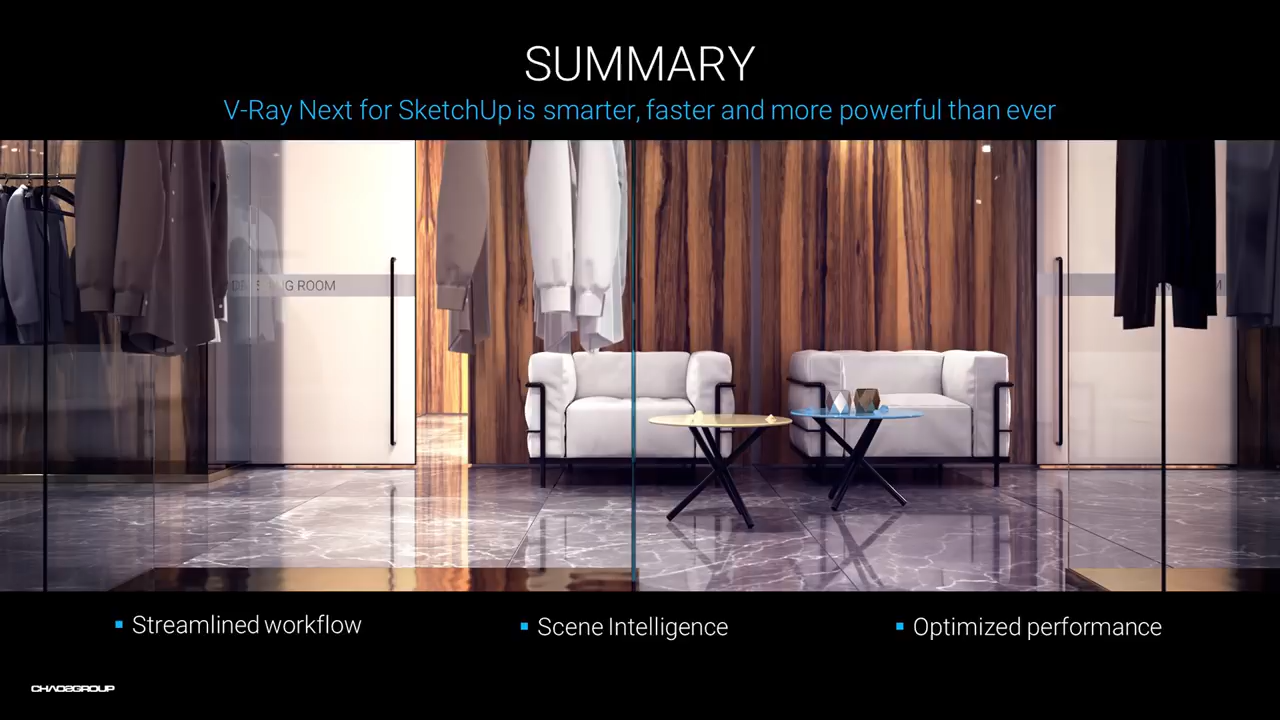 SUMMARY
V-Ray Next for SketchUp is smarter, faster and more powerful than ever
ROOM
▪ Streamlined workflow
▪ Scene Intelligence
▪ Optimized performance
CHAOSGROUP